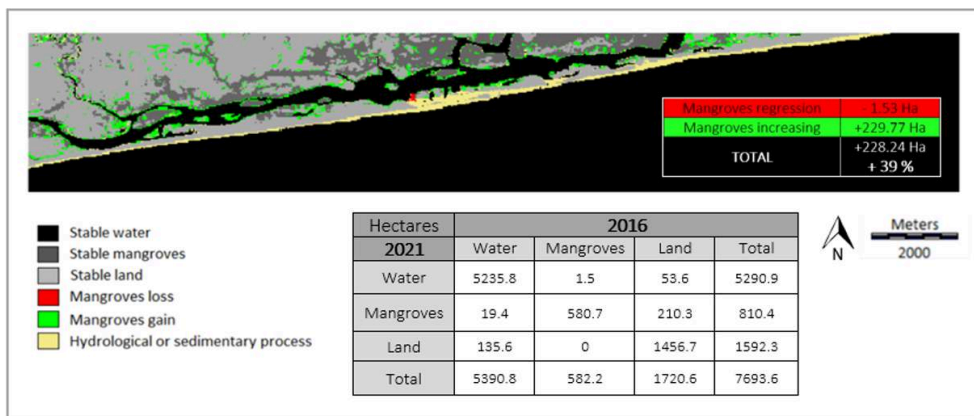 Mangroves regression - 1.53 Ha
Mangroves increasing +229.77 Ha
TOTAL +228.24 Ha
+ 39 %
Stable water
Stable mangroves
Stable land
Mangroves loss
Mangroves gain
Hydrological or sedimentary process
Hectares 2016
2021 Water Mangroves Land Total
Water 5235.8 1.5 53.6 5290.9
Mangroves 19.4 580.7 210.3 810.4
Land 135.6 0 1456.7 1592.3
Total 5390.8 582.2 1720.6 7693.6
N
Meters
2000